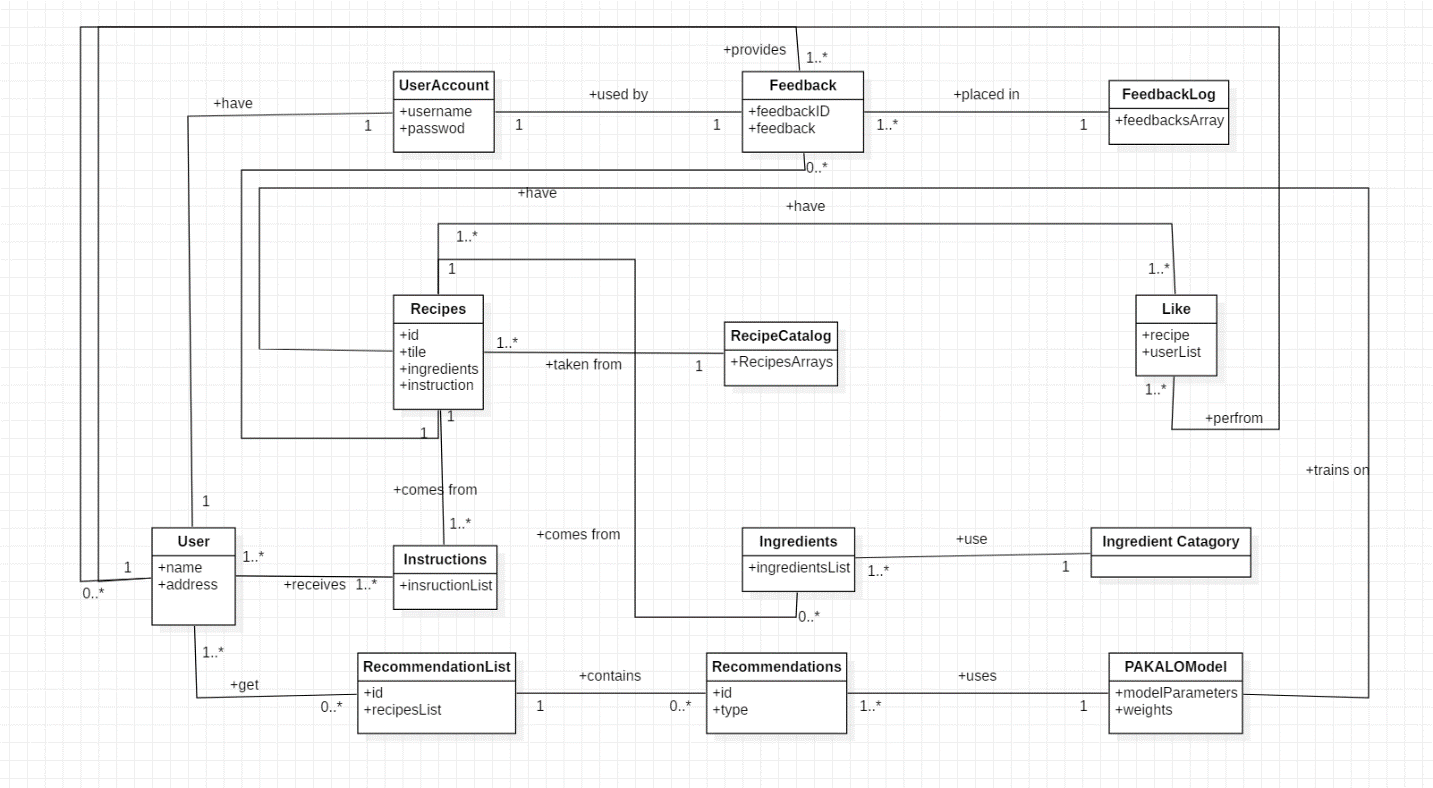 +provides
1..*
UserAccount
+username
+passwod
+have
1
+used by
1
1
Feedback
+feedbackID
+feedback
+placed in
1..*
1
FeedbackLog
+feedbacksArray
0..*
+have
+have
1..*
1
1..*
Recipes
+id
+tile
+ingredients
+instruction
1..*
+taken from
1
RecipeCatalog
+RecipesArrays
Like
+recipe
+userList
1..*
+perfrom
1
1
+trains on
+comes from
1..*
+comes from
1
User
+name
+address
1
0..*
1..*
+receives
1..*
Instructions
+insructionList
Ingredients
+ingredientsList
+use
1..*
1
Ingredient Catagory
0..*
1..*
+get
0..*
RecommendationList
+id
+recipesList
+contains
1
0..*
Recommendations
+id
+type
+uses
1..*
1
PAKALOModel
+modelParameters
+weights